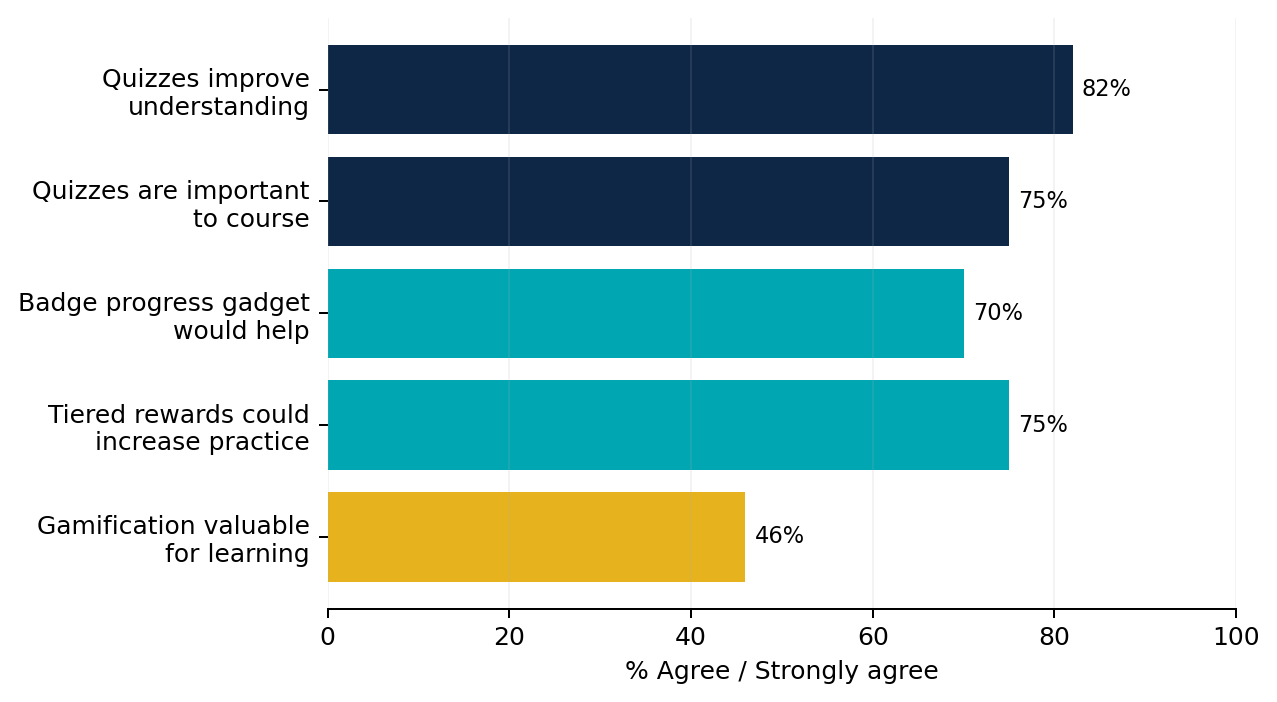 Quizzes improve
understanding
82%
Quizzes are important
to course
75%
Badge progress gadget
would help
70%
Tiered rewards could
increase practice
75%
Gamification valuable
for learning
46%
0 20 40 60 80 100
% Agree / Strongly agree